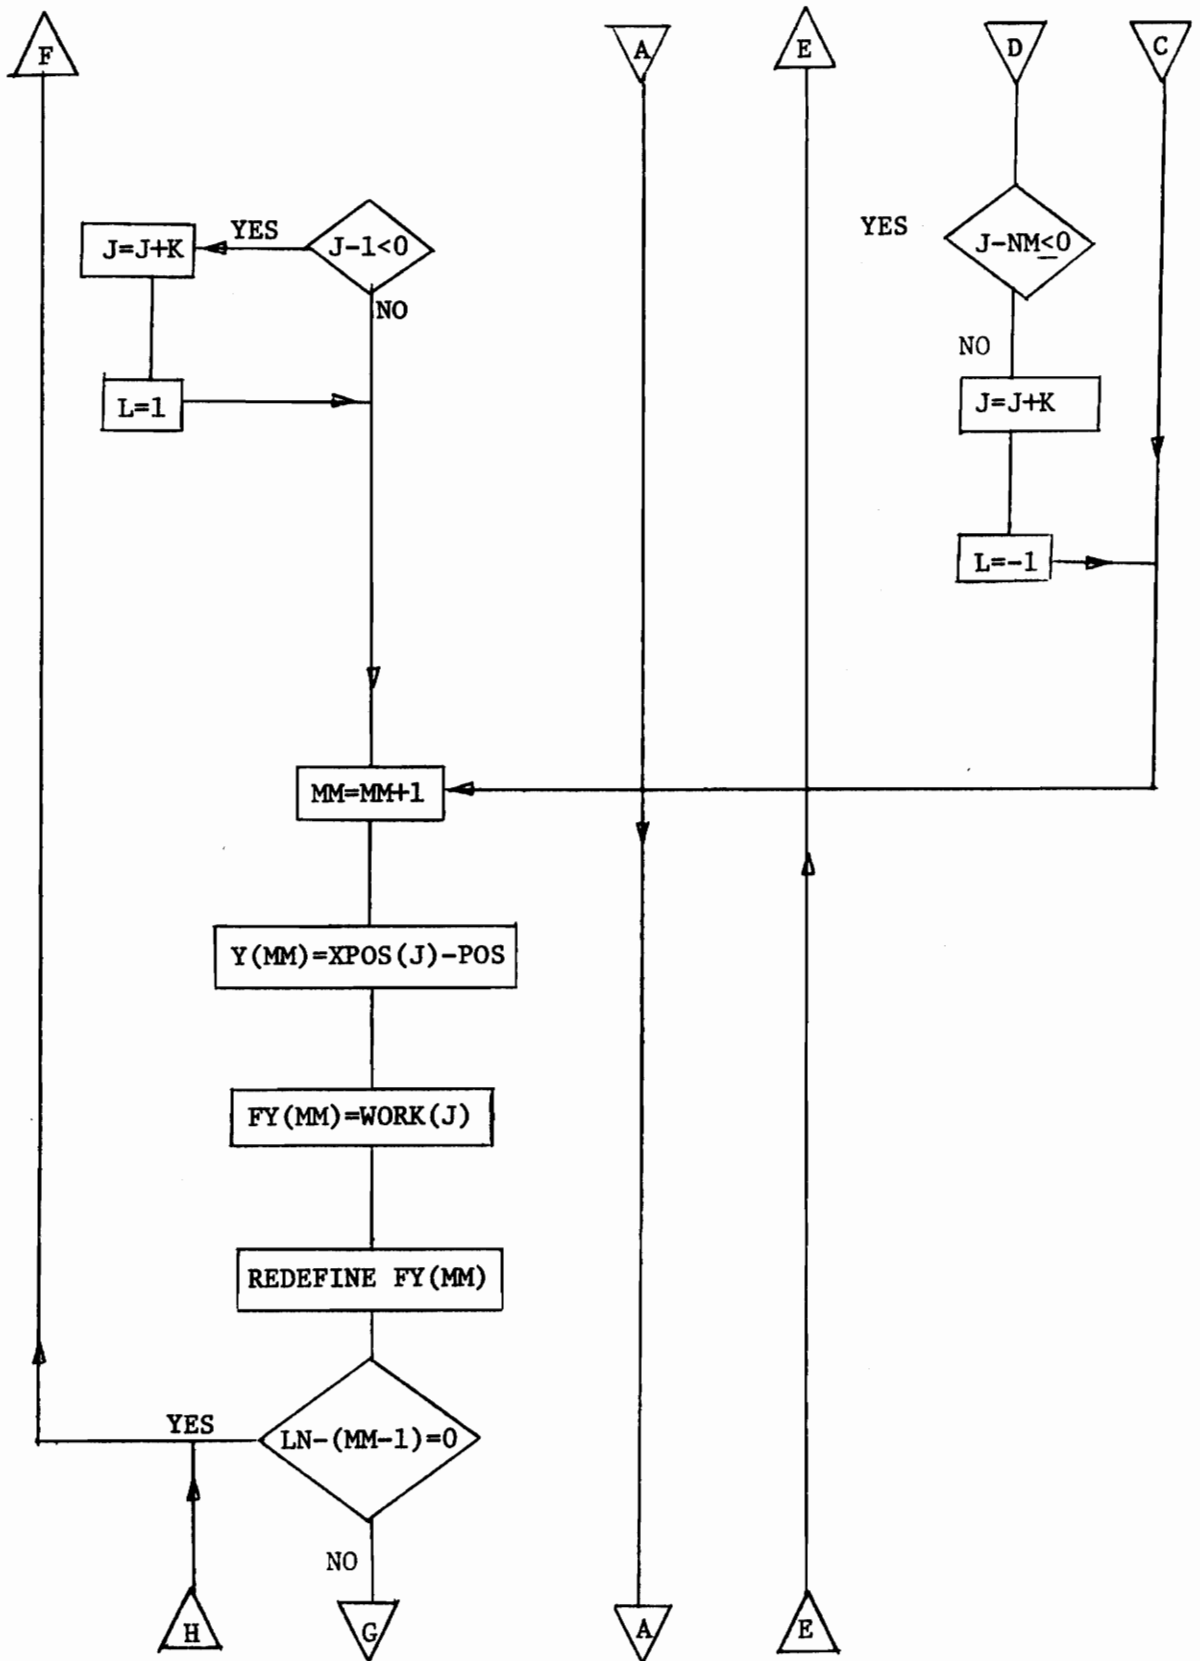 F
A
E
D
C
YES
J-1<0
J=J+K
NO
L=1
YES
J-NM≤0
NO
J=J+K
L=-1
MM=MM+1
Y(MM)=XPOS(J)-POS
FY(MM)=WORK(J)
REDEFINE FY(MM)
YES
LN-(MM-1)=0
NO
H
G
A
E